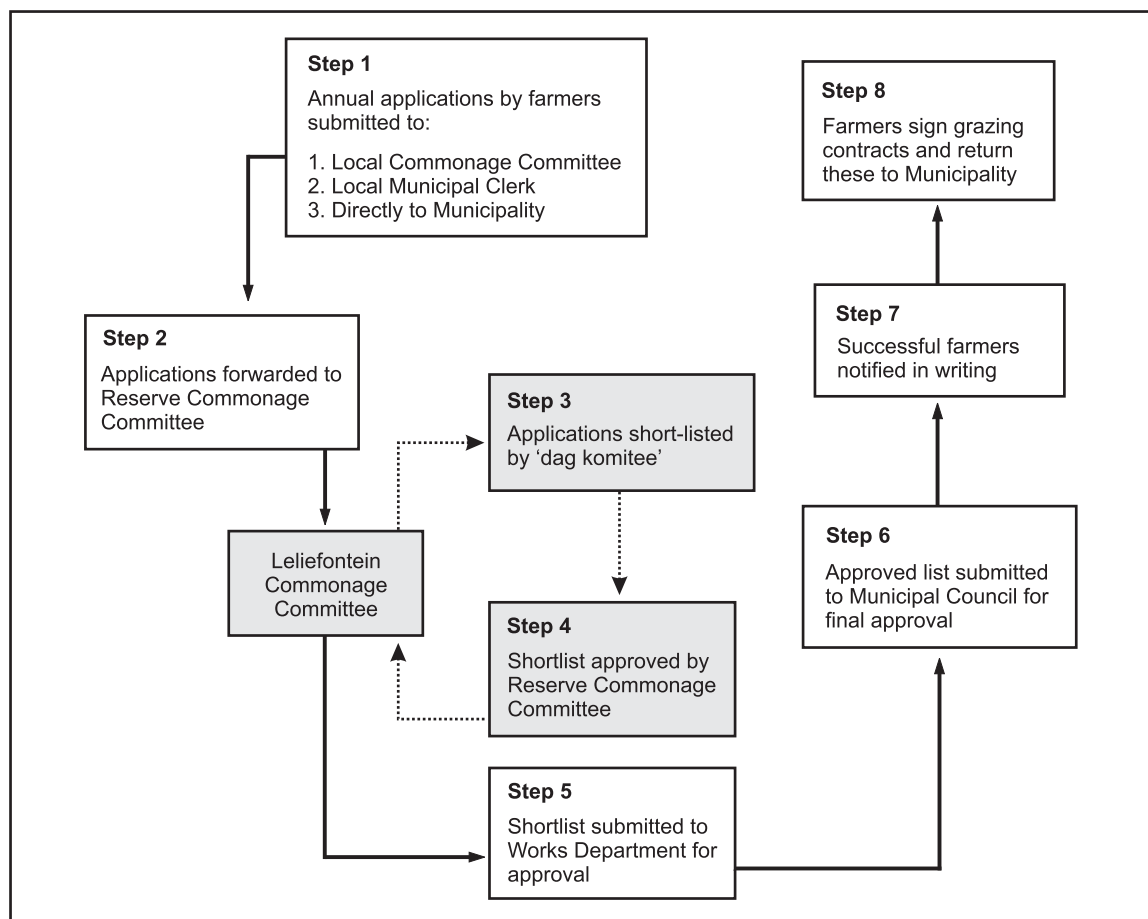 Step 1
Annual applications by farmers
submitted to:
1. Local Commonage Committee
2. Local Municipal Clerk
3. Directly to Municipality
Step 2
Applications forwarded to
Reserve Commonage
Committee
Leliefontein
Commonage
Committee
Step 3
Applications short-listed
by ‘dag komitee’
Step 4
Shortlist approved by
Reserve Commonage
Committee
Step 5
Shortlist submitted to
Works Department for
approval
Step 6
Approved list submitted
to Municipal Council for
final approval
Step 7
Successful farmers
notified in writing
Step 8
Farmers sign grazing
contracts and return
these to Municipality